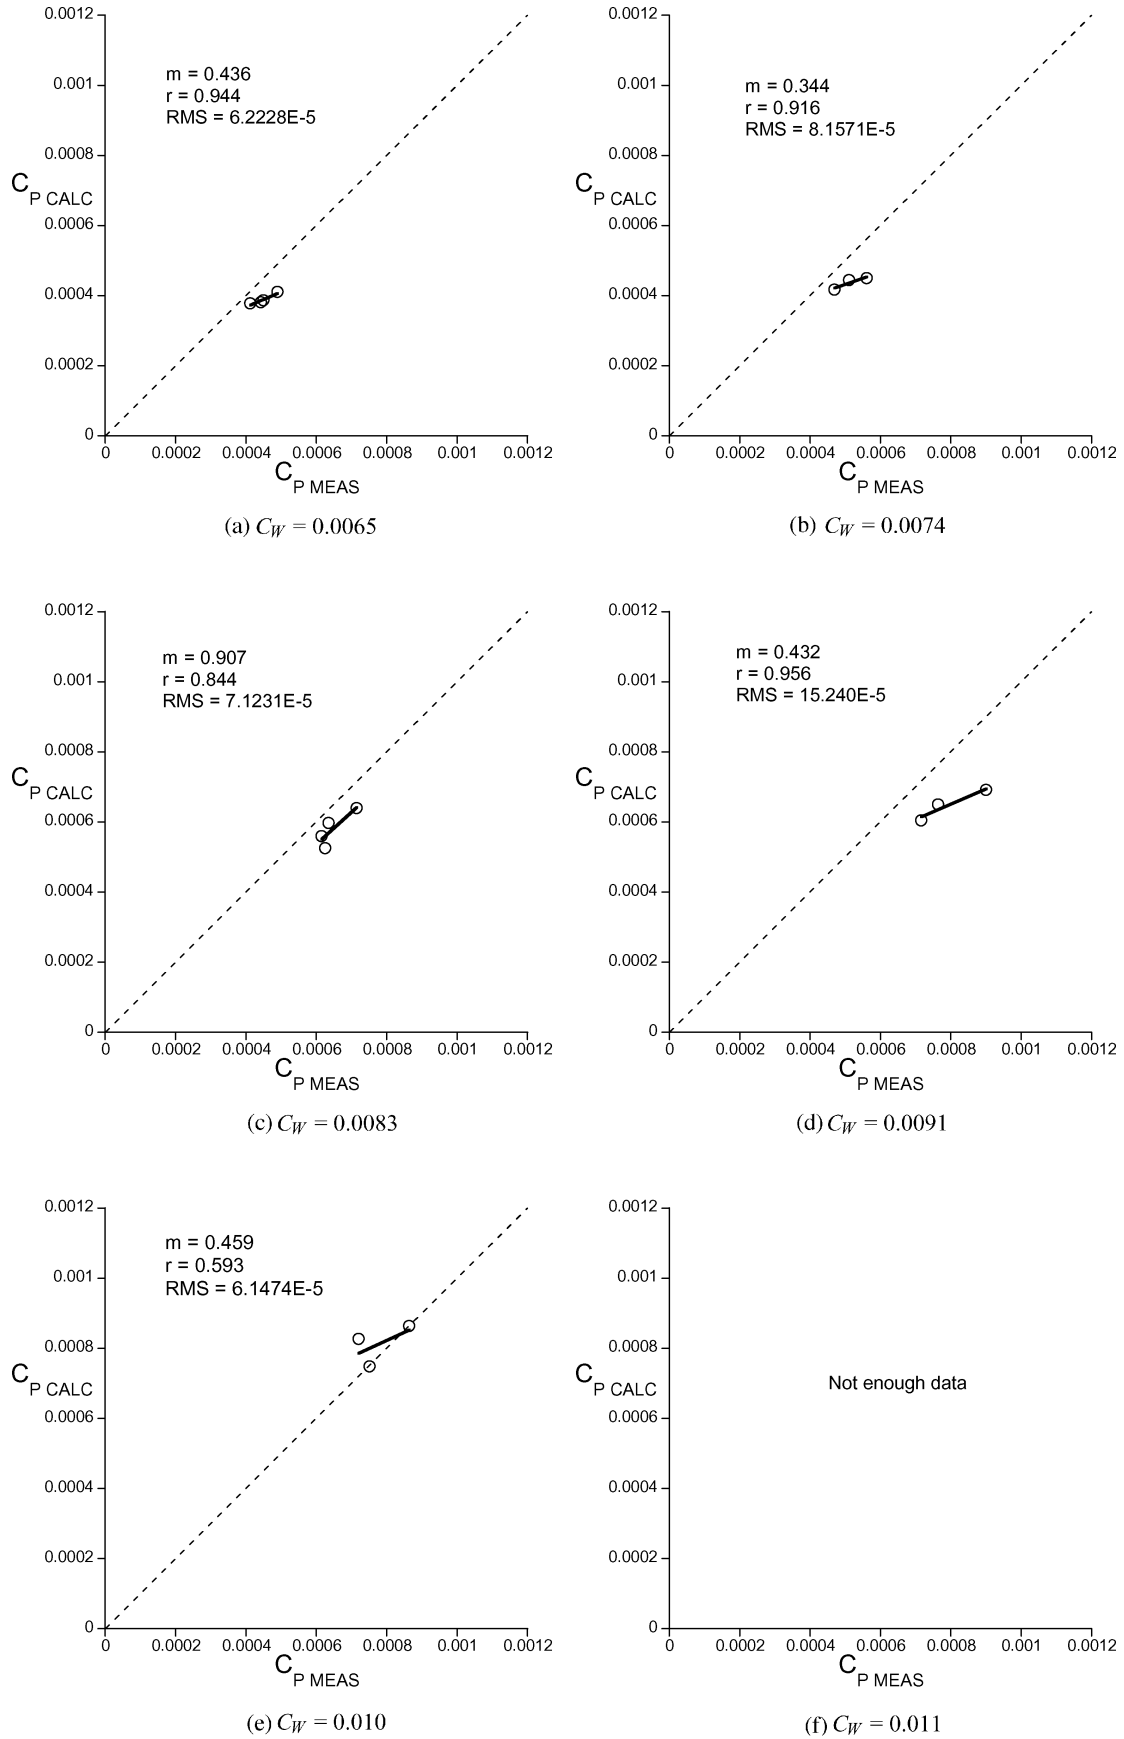 0.0012
0.001
0.0008
0.0006
0.0004
0.0002
0
m = 0.436
r = 0.944
RMS = 6.2228E-5
C P CALC
0 0.0002 0.0004 0.0006 0.0008 0.001 0.0012
C P MEAS
(a) CW = 0.0065
0.0012
0.001
0.0008
0.0006
0.0004
0.0002
0
m = 0.344
r = 0.916
RMS = 8.1571E-5
C P CALC
0 0.0002 0.0004 0.0006 0.0008 0.001 0.0012
C P MEAS
(b) CW = 0.0074
0.0012
0.001
0.0008
0.0006
0.0004
0.0002
0
m = 0.907
r = 0.844
RMS = 7.1231E-5
C P CALC
0 0.0002 0.0004 0.0006 0.0008 0.001 0.0012
C P MEAS
(c) CW = 0.0083
0.0012
0.001
0.0008
0.0006
0.0004
0.0002
0
m = 0.432
r = 0.956
RMS = 15.240E-5
C P CALC
0 0.0002 0.0004 0.0006 0.0008 0.001 0.0012
C P MEAS
(d) CW = 0.0091
0.0012
0.001
0.0008
0.0006
0.0004
0.0002
0
m = 0.459
r = 0.593
RMS = 6.1474E-5
C P CALC
0 0.0002 0.0004 0.0006 0.0008 0.001 0.0012
C P MEAS
(e) CW = 0.010
0.0012
0.001
0.0008
0.0006
0.0004
0.0002
0
Not enough data
C P CALC
0 0.0002 0.0004 0.0006 0.0008 0.001 0.0012
C P MEAS
(f) CW = 0.011